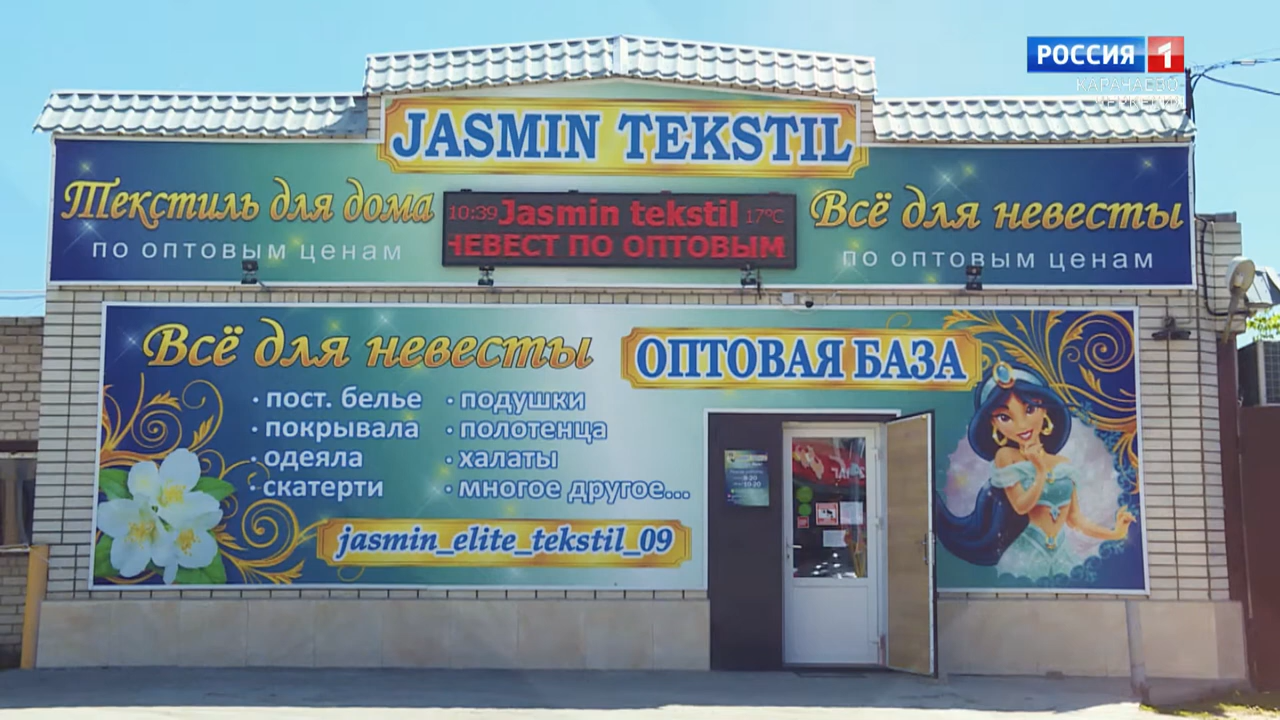 РОССИЯ 1
КАРАЧАЕВО
ЧЕРКЕСИЯ
JASMIN TEKSTIL
Текстиль для дома
по оптовым ценам
10:39 Jasmin tekstil 17°C
НЕВЕСТ ПО ОПТОВЫМ
Всё для невесты
по оптовым ценам
Всё для невесты
· пост. белье
· покрывала
· одеяла
· скатерти
· подушки
· полотенца
· халаты
· многое другое...
jasmin_elite_tekstil_09
ОПТОВАЯ БАЗА